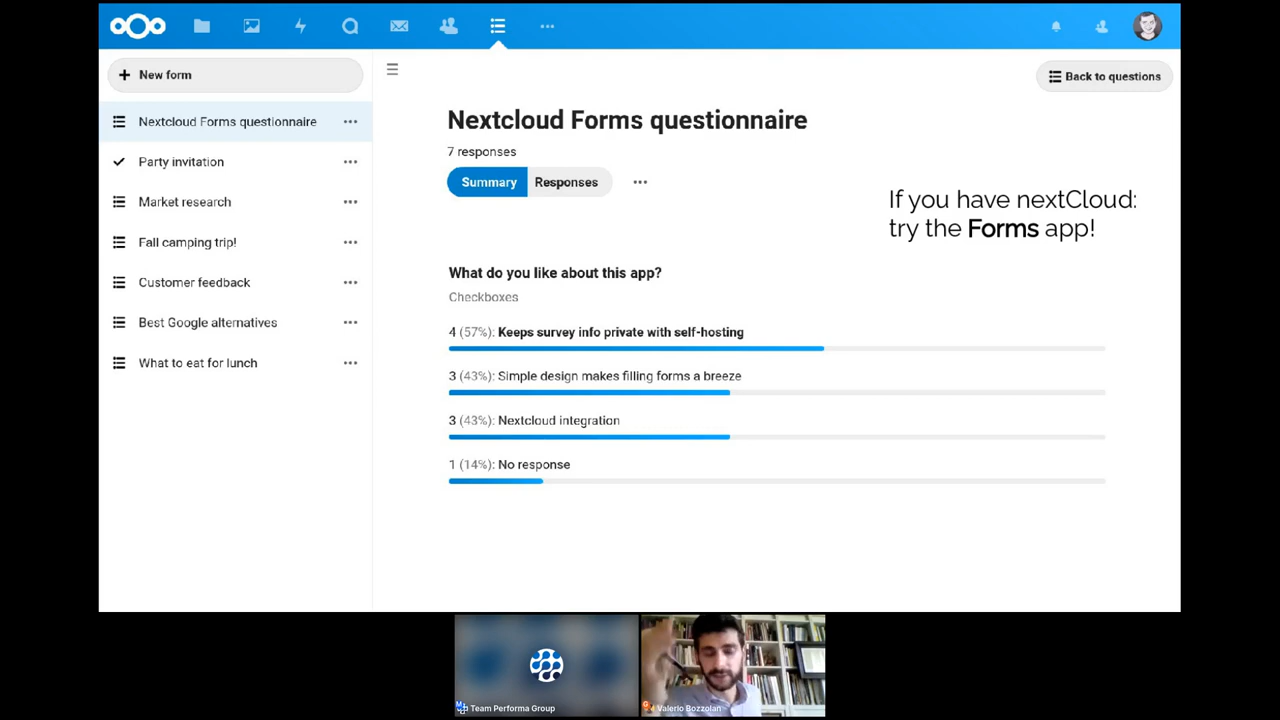 New form
Back to questions
Nextcloud Forms questionnaire
Party invitation
Market research
Fall camping trip!
Customer feedback
Best Google alternatives
What to eat for lunch
Nextcloud Forms questionnaire
7 responses
Summary
Responses
If you have nextCloud:
try the Forms app!
What do you like about this app?
Checkboxes
4 (57%): Keeps survey info private with self-hosting
3 (43%): Simple design makes filling forms a breeze
3 (43%): Nextcloud integration
1 (14%): No response
Team Performa Group
Valerio Bozzolan